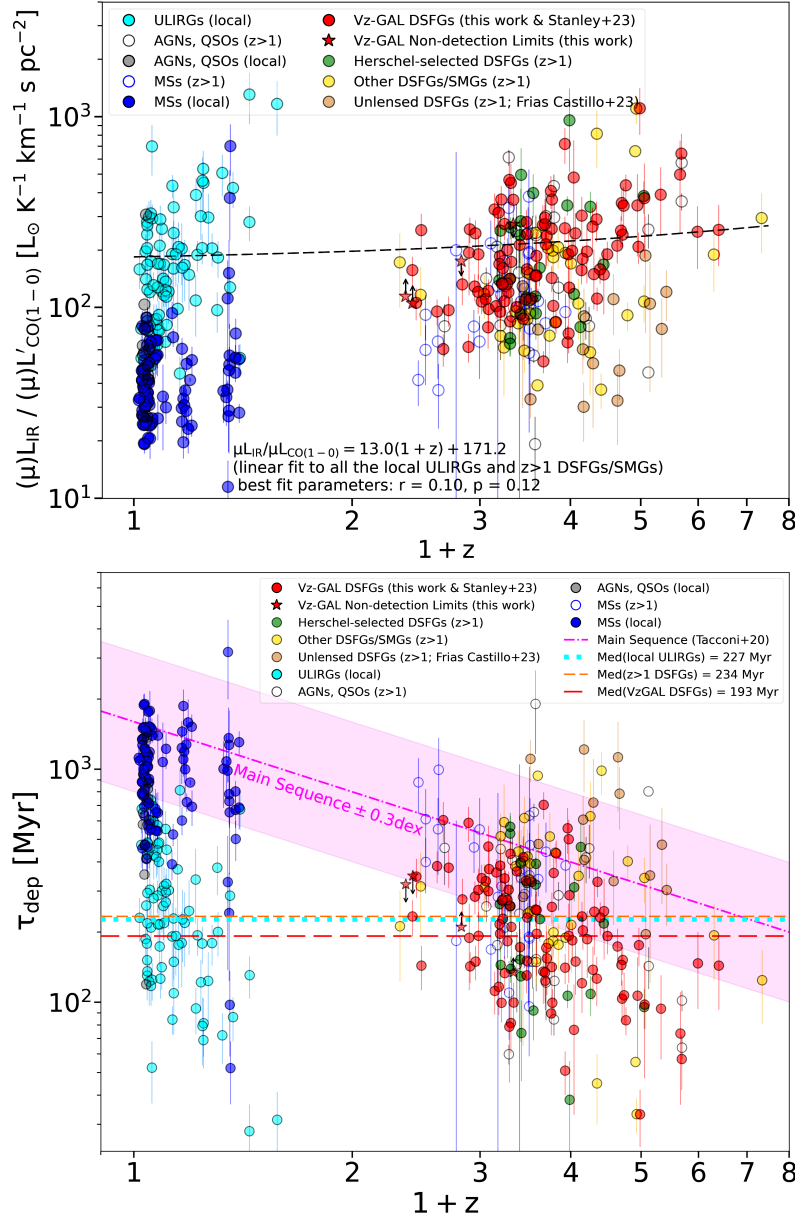 ULIRGs (local)
AGNs, QSOs (z>1)
AGNs, QSOs (local)
MSs (z>1)
MSs (local)
Vz-GAL DSFGs (this work & Stanley+23)
Vz-GAL Non-detection Limits (this work)
Herschel-selected DSFGs (z>1)
Other DSFGs/SMGs (z>1)
Unlensed DSFGs (z>1; Frias Castillo+23)
(μ)L_IR / (μ)L′_CO(1−0) [L⊙ K⁻¹ km⁻¹ s pc⁻²]
10³
10²
10¹
μL_IR/μL_CO(1−0) = 13.0(1 + z) + 171.2
(linear fit to all the local ULIRGs and z>1 DSFGs/SMGs)
best fit parameters: r = 0.10, p = 0.12
1 2 3 4 5 6 7 8
1 + z
Vz-GAL DSFGs (this work & Stanley+23)
Vz-GAL Non-detection Limits (this work)
Herschel-selected DSFGs (z>1)
Other DSFGs/SMGs (z>1)
Unlensed DSFGs (z>1; Frias Castillo+23)
ULIRGs (local)
AGNs, QSOs (z>1)
AGNs, QSOs (local)
MSs (z>1)
MSs (local)
Main Sequence (Tacconi+20)
Med(local ULIRGs) = 227 Myr
Med(z>1 DSFGs) = 234 Myr
Med(VzGAL DSFGs) = 193 Myr
τ_dep [Myr]
10³
10²
Main Sequence ± 0.3dex
1 2 3 4 5 6 7 8
1 + z